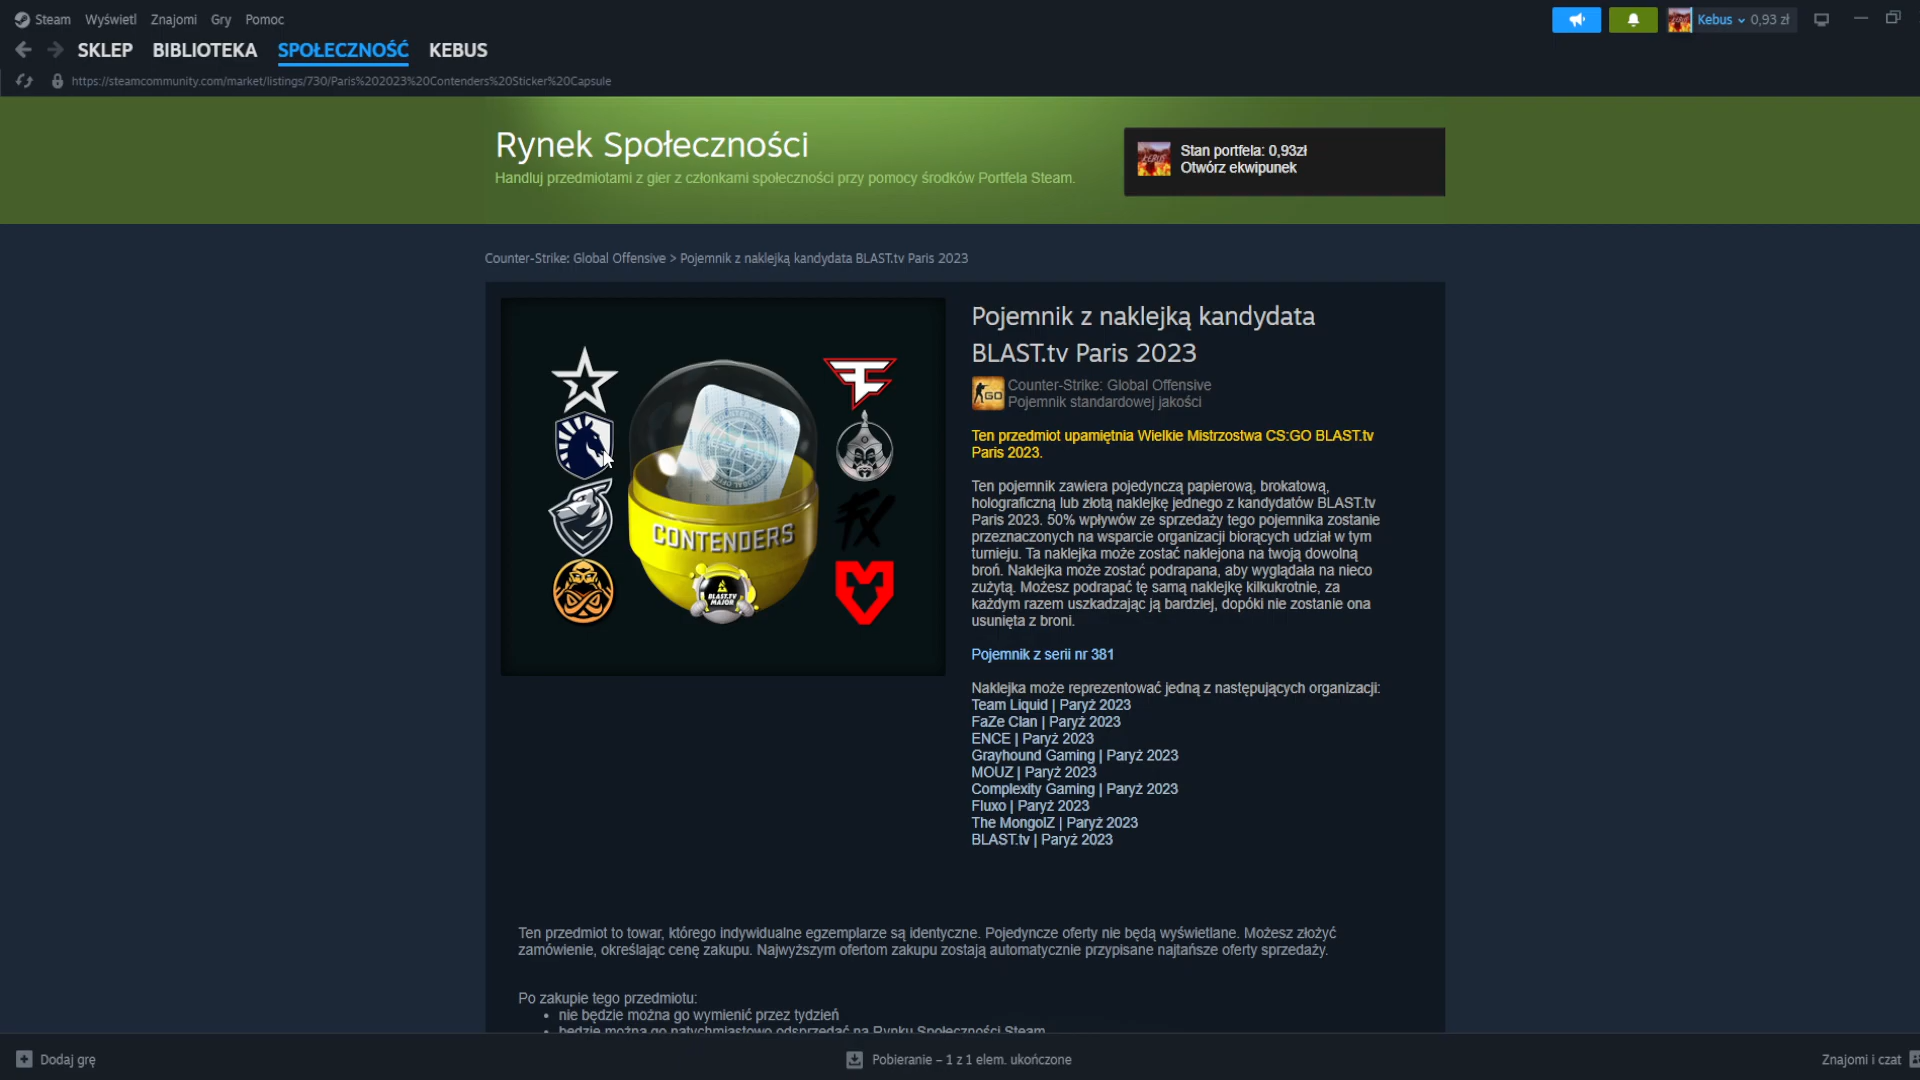 Steam Wyświetl Znajomi Gry Pomoc
Kebus 0,93 zł
SKLEP BIBLIOTEKA SPOŁECZNOŚĆ KEBUS
https://steamcommunity.com/market/listings/730/Paris%202023%20Contenders%20Sticker%20Capsule
Rynek Społeczności
Handluj przedmiotami z gier z członkami społeczności przy pomocy środków Portfela Steam.
Stan portfela: 0,93zł
Otwórz ekwipunek
Counter-Strike: Global Offensive > Pojemnik z naklejką kandydata BLAST.tv Paris 2023
CONTENDERS
BLAST.TV
MAJOR
Pojemnik z naklejką kandydata
BLAST.tv Paris 2023
GO
Counter-Strike: Global Offensive
Pojemnik standardowej jakości
Ten przedmiot upamiętnia Wielkie Mistrzostwa CS:GO BLAST.tv
Paris 2023.
Ten pojemnik zawiera pojedynczą papierową, brokatową,
holograficzną lub złotą naklejkę jednego z kandydatów BLAST.tv
Paris 2023. 50% wpływów ze sprzedaży tego pojemnika zostanie
przeznaczonych na wsparcie organizacji biorących udział w tym
turnieju. Ta naklejka może zostać naklejona na twoją dowolną
broń. Naklejka może zostać podrapana, aby wyglądała na nieco
zużytą. Możesz podrapać tę samą naklejkę kilkukrotnie, za
każdym razem uszkadzając ją bardziej, dopóki nie zostanie ona
usunięta z broni.
Pojemnik z serii nr 381
Naklejka może reprezentować jedną z następujących organizacji:
Team Liquid | Paryż 2023
FaZe Clan | Paryż 2023
ENCE | Paryż 2023
Grayhound Gaming | Paryż 2023
MOUZ | Paryż 2023
Complexity Gaming | Paryż 2023
Fluxo | Paryż 2023
The MongolZ | Paryż 2023
BLAST.tv | Paryż 2023
Ten przedmiot to towar, którego indywidualne egzemplarze są identyczne. Pojedyncze oferty nie będą wyświetlane. Możesz złożyć
zamówienie, określając cenę zakupu. Najwyższym ofertom zakupu zostają automatycznie przypisane najtańsze oferty sprzedaży.
Po zakupie tego przedmiotu:
• nie będzie można go wymienić przez tydzień
• będzie można go natychmiastowo odsprzedać na Rynku Społeczności Steam
Dodaj grę
Pobieranie – 1 z 1 elem. ukończone
Znajomi i czat